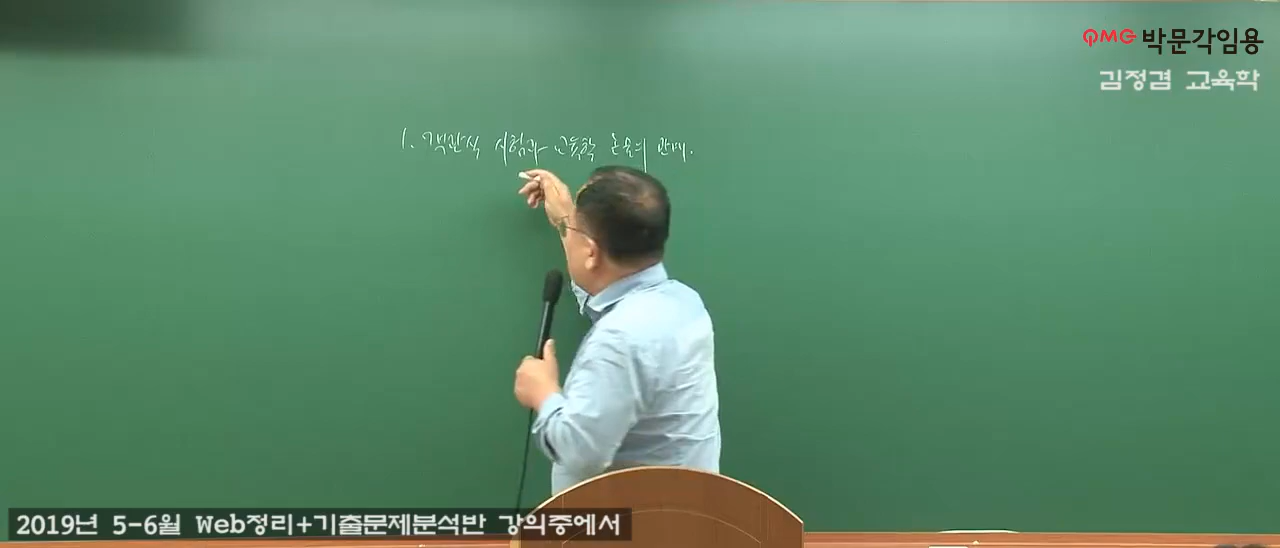 PMG 박문각임용
김정겸 교육학
1. 객관식 시험과 교육학 논술의 관계.
2019년 5-6월 Web정리+기출문제분석반 강의중에서